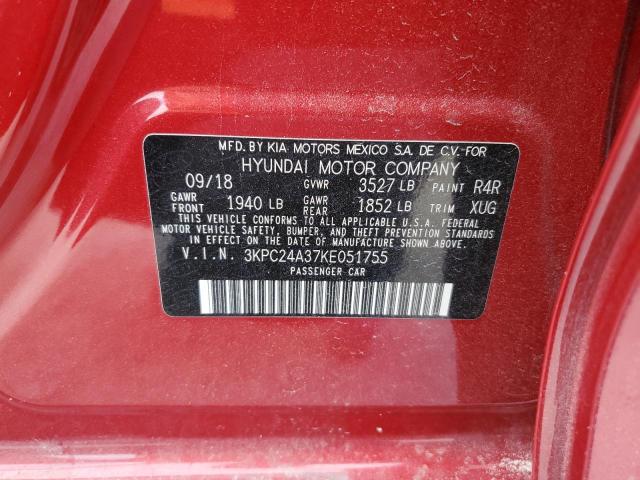 MFD. BY KIA MOTORS MEXICO S.A. DE C.V. FOR
HYUNDAI MOTOR COMPANY
09/18 GVWR 3527 LB PAINT R4R
GAWR FRONT 1940 LB GAWR REAR 1852 LB TRIM XUG
THIS VEHICLE CONFORMS TO ALL APPLICABLE U.S.A. FEDERAL
MOTOR VEHICLE SAFETY, BUMPER, AND THEFT PREVENTION STANDARDS
IN EFFECT ON THE DATE OF MANUFACTURE SHOWN ABOVE.
V.I.N. 3KPC24A37KE051755
PASSENGER CAR